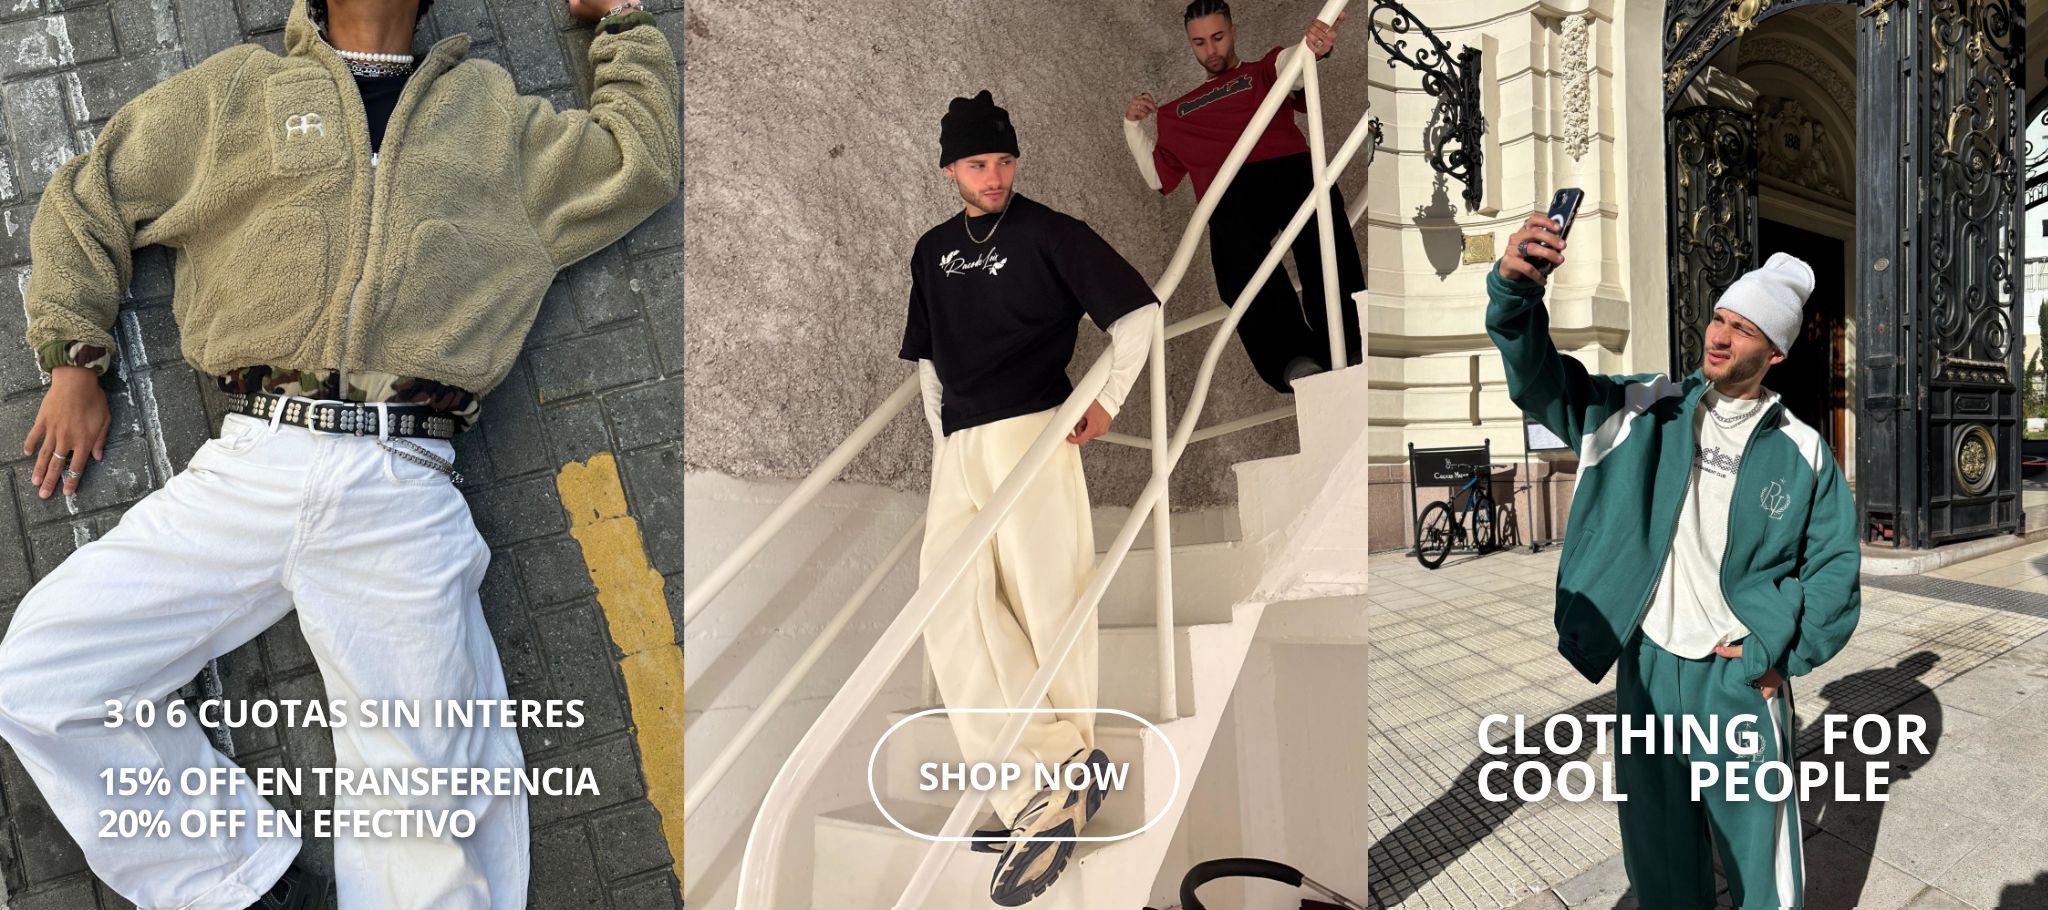 3 0 6 CUOTAS SIN INTERES
15% OFF EN TRANSFERENCIA
20% OFF EN EFECTIVO
SHOP NOW
CLOTHING FOR
COOL PEOPLE
RL